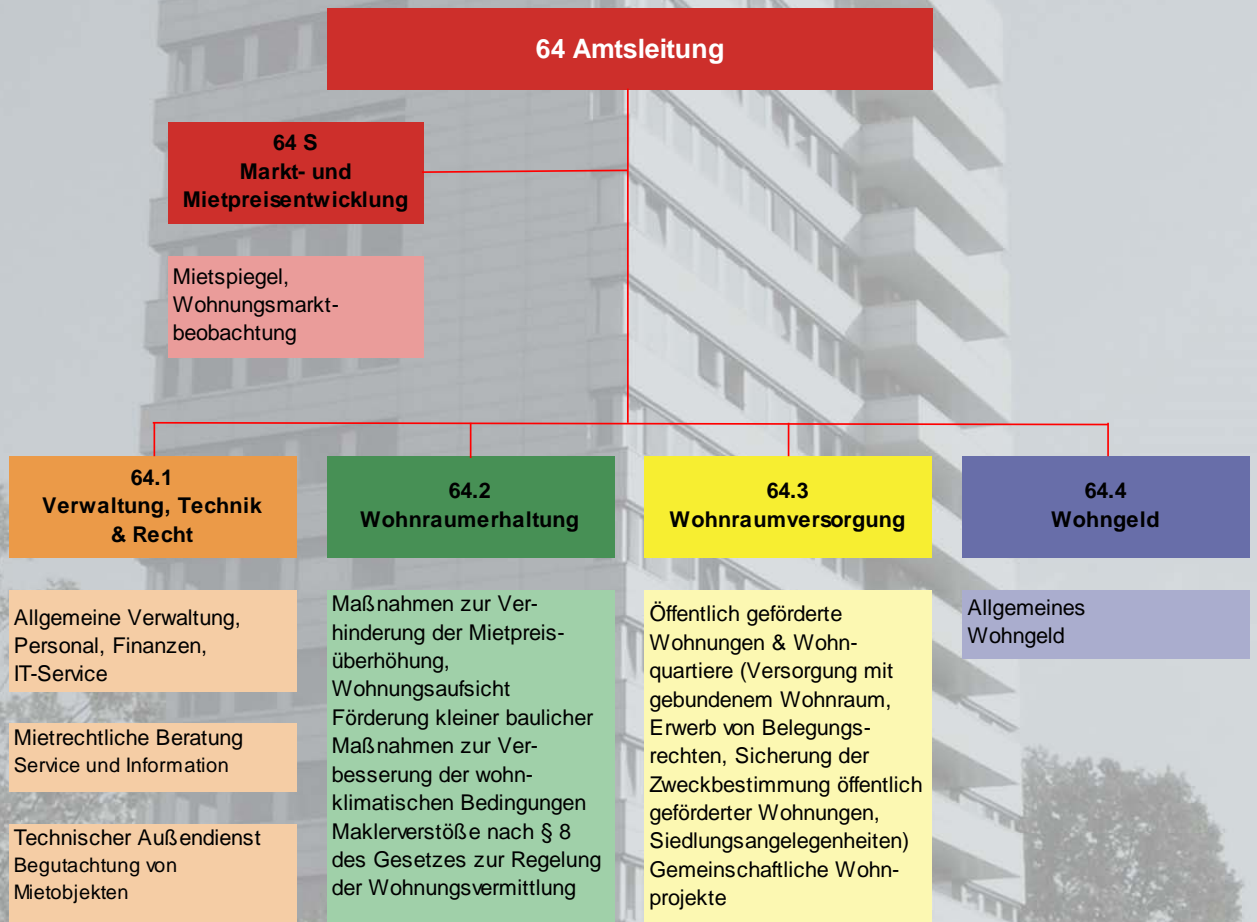 64 Amtsleitung
64 S
Markt- und
Mietpreisentwicklung
Mietspiegel,
Wohnungsmarkt-
beobachtung
64.1
Verwaltung, Technik
& Recht
Allgemeine Verwaltung,
Personal, Finanzen,
IT-Service
Mietrechtliche Beratung
Service und Information
Technischer Außendienst
Begutachtung von
Mietobjekten
64.2
Wohnraumerhaltung
Maßnahmen zur Ver-
hinderung der Mietpreis-
überhöhung,
Wohnungsaufsicht
Förderung kleiner baulicher
Maßnahmen zur Ver-
besserung der wohn-
klimatischen Bedingungen
Maklerverstöße nach § 8
des Gesetzes zur Regelung
der Wohnungsvermittlung
64.3
Wohnraumversorgung
Öffentlich geförderte
Wohnungen & Wohn-
quartiere (Versorgung mit
gebundenem Wohnraum,
Erwerb von Belegungs-
rechten, Sicherung der
Zweckbestimmung öffentlich
geförderter Wohnungen,
Siedlungsangelegenheiten)
Gemeinschaftliche Wohn-
projekte
64.4
Wohngeld
Allgemeines
Wohngeld